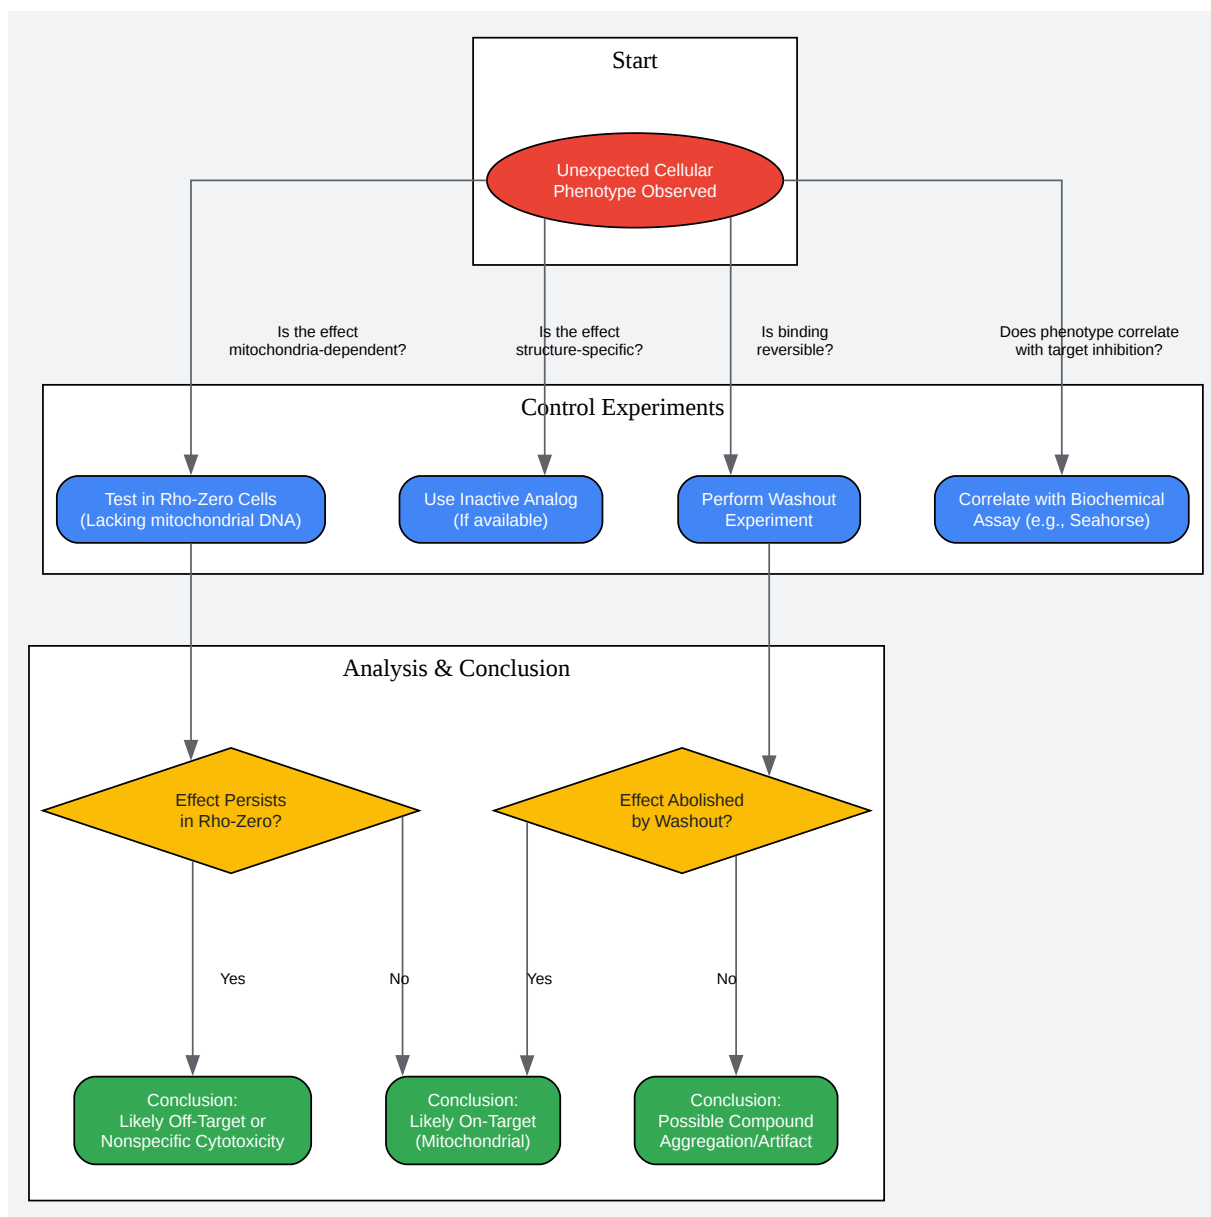 Start
Unexpected Cellular
Phenotype Observed
Is the effect
mitochondria-dependent?
Is the effect
structure-specific?
Is binding
reversible?
Does phenotype correlate
with target inhibition?
Control Experiments
Test in Rho-Zero Cells
(Lacking mitochondrial DNA)
Use Inactive Analog
(If available)
Perform Washout
Experiment
Correlate with Biochemical
Assay (e.g., Seahorse)
Analysis & Conclusion
Effect Persists
in Rho-Zero?
Effect Abolished
by Washout?
Yes
No
Yes
No
Conclusion:
Likely Off-Target or
Nonspecific Cytotoxicity
Conclusion:
Likely On-Target
(Mitochondrial)
Conclusion:
Possible Compound
Aggregation/Artifact